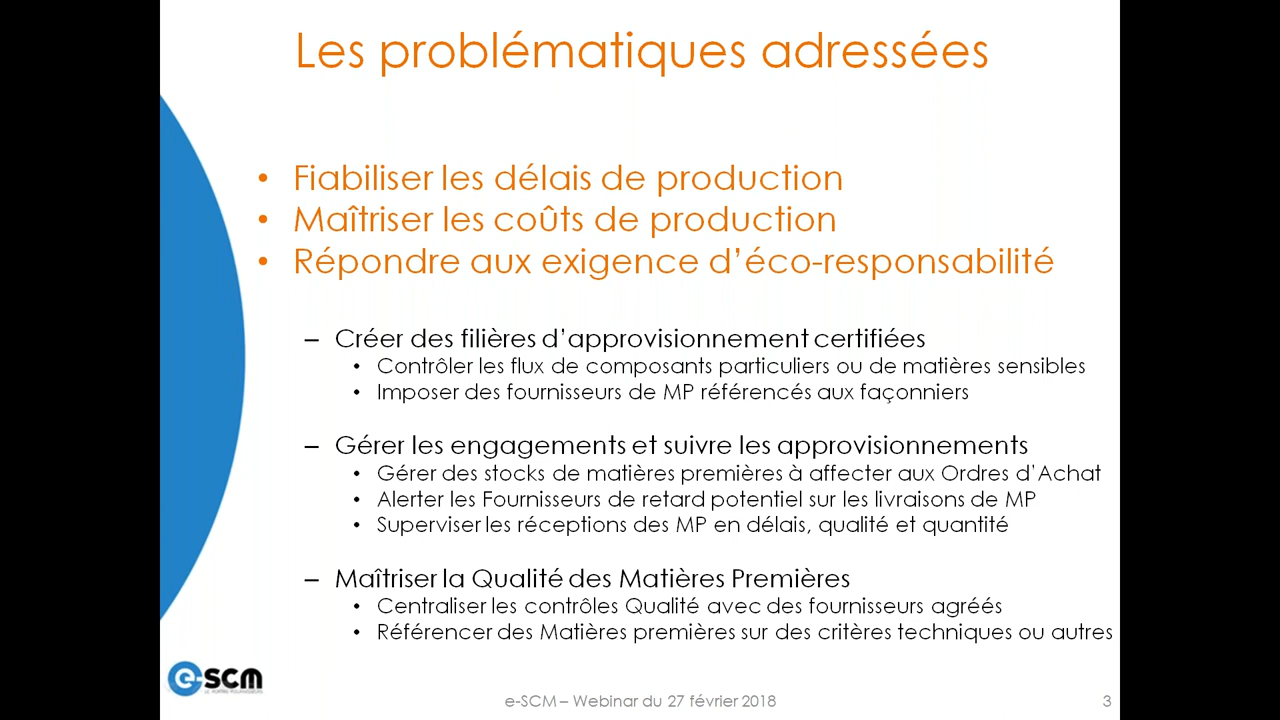 Les problématiques adressées
• Fiabiliser les délais de production
• Maîtriser les coûts de production
• Répondre aux exigence d’éco-responsabilité
– Créer des filières d’approvisionnement certifiées
• Contrôler les flux de composants particuliers ou de matières sensibles
• Imposer des fournisseurs de MP référencés aux façonniers
– Gérer les engagements et suivre les approvisionnements
• Gérer des stocks de matières premières à affecter aux Ordres d’Achat
• Alerter les Fournisseurs de retard potentiel sur les livraisons de MP
• Superviser les réceptions des MP en délais, qualité et quantité
– Maîtriser la Qualité des Matières Premières
• Centraliser les contrôles Qualité avec des fournisseurs agréés
• Référencer des Matières premières sur des critères techniques ou autres
e-scm
e-SCM – Webinar du 27 février 2018
3